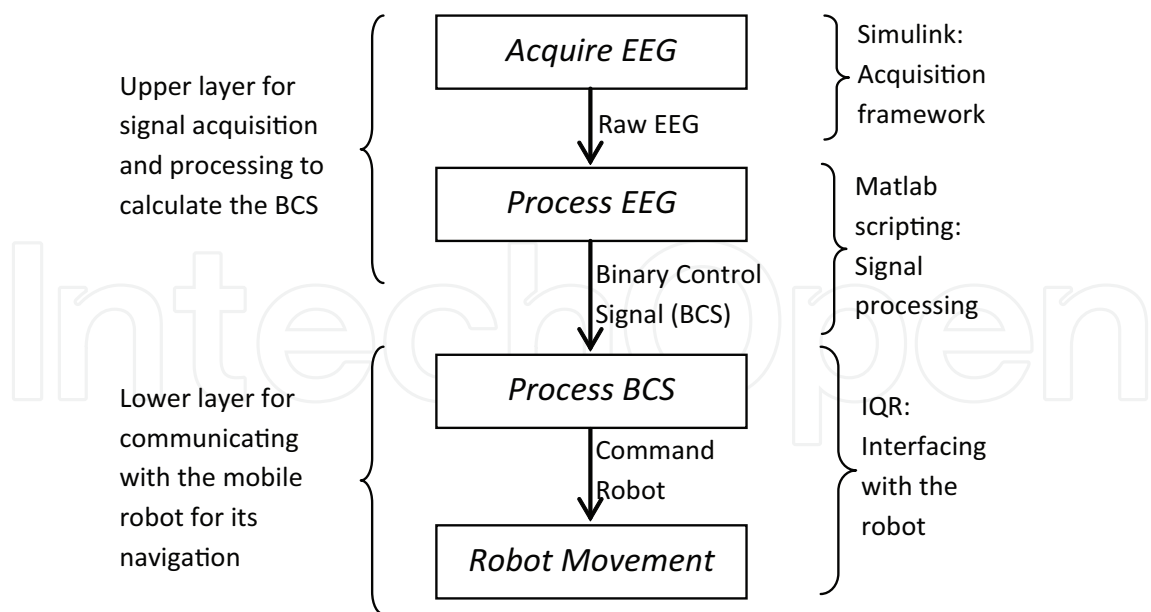 Acquire EEG
Upper layer for
signal acquisition
and processing to
calculate the BCS
Simulink:
Acquisition
framework
Raw EEG
Process EEG
Matlab
scripting:
Signal
processing
Binary Control
Signal (BCS)
Process BCS
Lower layer for
communicating
with the mobile
robot for its
navigation
IQR:
Interfacing
with the
robot
Command
Robot
Robot Movement
IntechOpen